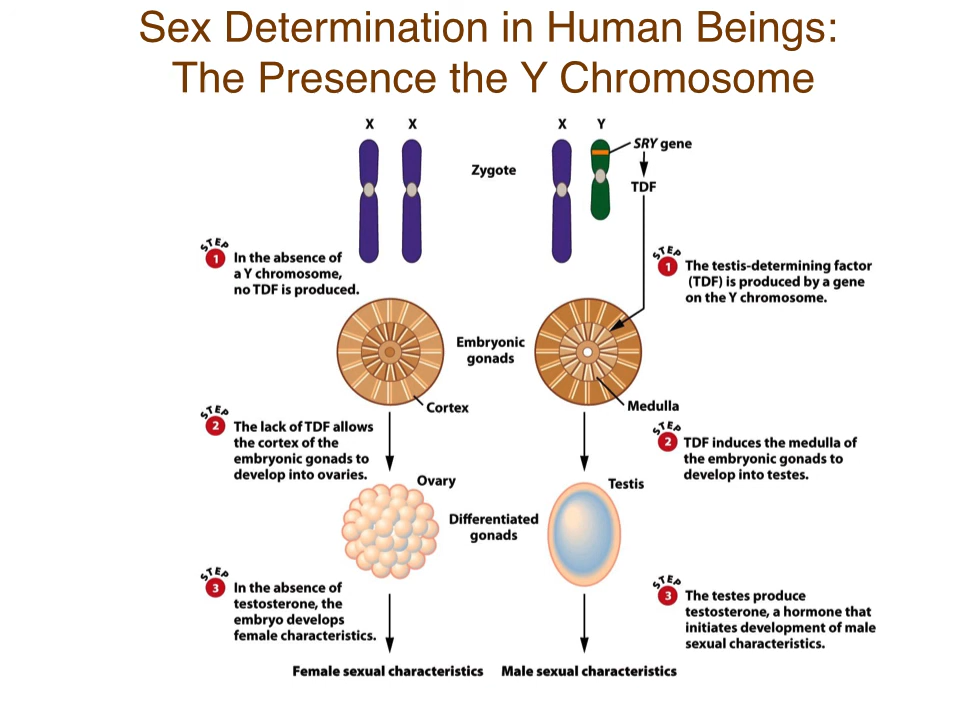 Sex Determination in Human Beings:
The Presence the Y Chromosome
X X
X Y
SRY gene
TDF
Zygote
STEP 1
In the absence of
a Y chromosome,
no TDF is produced.
STEP 1
The testis-determining factor
(TDF) is produced by a gene
on the Y chromosome.
Embryonic
gonads
Cortex
Medulla
STEP 2
The lack of TDF allows
the cortex of the
embryonic gonads to
develop into ovaries.
STEP 2
TDF induces the medulla of
the embryonic gonads to
develop into testes.
Ovary
Testis
Differentiated
gonads
STEP 3
In the absence of
testosterone, the
embryo develops
female characteristics.
STEP 3
The testes produce
testosterone, a hormone that
initiates development of male
sexual characteristics.
Female sexual characteristics
Male sexual characteristics